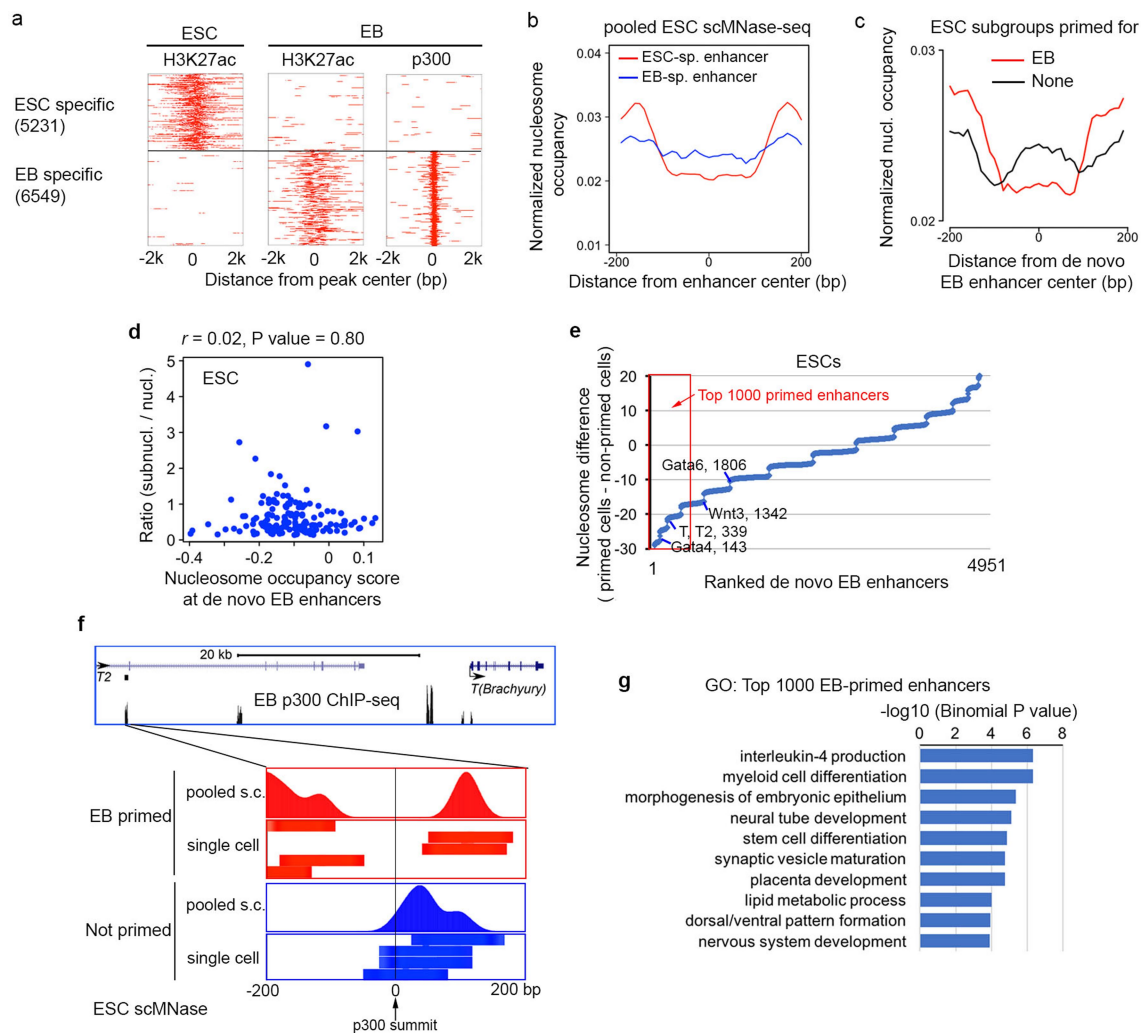 a
ESC
EB
H3K27ac
H3K27ac
p300
ESC specific
(5231)
EB specific
(6549)
-2k 0 2k
-2k 0 2k
-2k 0 2k
Distance from peak center (bp)
b
pooled ESC scMNase-seq
ESC-sp. enhancer
EB-sp. enhancer
Normalized nucleosome
occupancy
0.04
0.03
0.02
0.01
-200 0 200
Distance from enhancer center (bp)
c
ESC subgroups primed for
EB
None
Normalized nucl. occupancy
0.03
0.02
-200 0 200
Distance from de novo
EB enhancer center (bp)
d
r = 0.02, P value = 0.80
ESC
Ratio (subnucl. / nucl.)
5
4
3
2
1
0
-0.4 -0.2 0 0.1
Nucleosome occupancy score
at de novo EB enhancers
e
ESCs
Top 1000 primed enhancers
Nucleosome difference
( primed cells - non-primed cells)
20
10
0
-10
-20
-30
Gata6, 1806
Wnt3, 1342
T, T2, 339
Gata4, 143
1
4951
Ranked de novo EB enhancers
f
20 kb
T2
T(Brachyury)
EB p300 ChIP-seq
EB primed
pooled s.c.
single cell
Not primed
pooled s.c.
single cell
-200 0 200 bp
ESC scMNase
p300 summit
g
GO: Top 1000 EB-primed enhancers
-log10 (Binomial P value)
0 2 4 6 8
interleukin-4 production
myeloid cell differentiation
morphogenesis of embryonic epithelium
neural tube development
stem cell differentiation
synaptic vesicle maturation
placenta development
lipid metabolic process
dorsal/ventral pattern formation
nervous system development